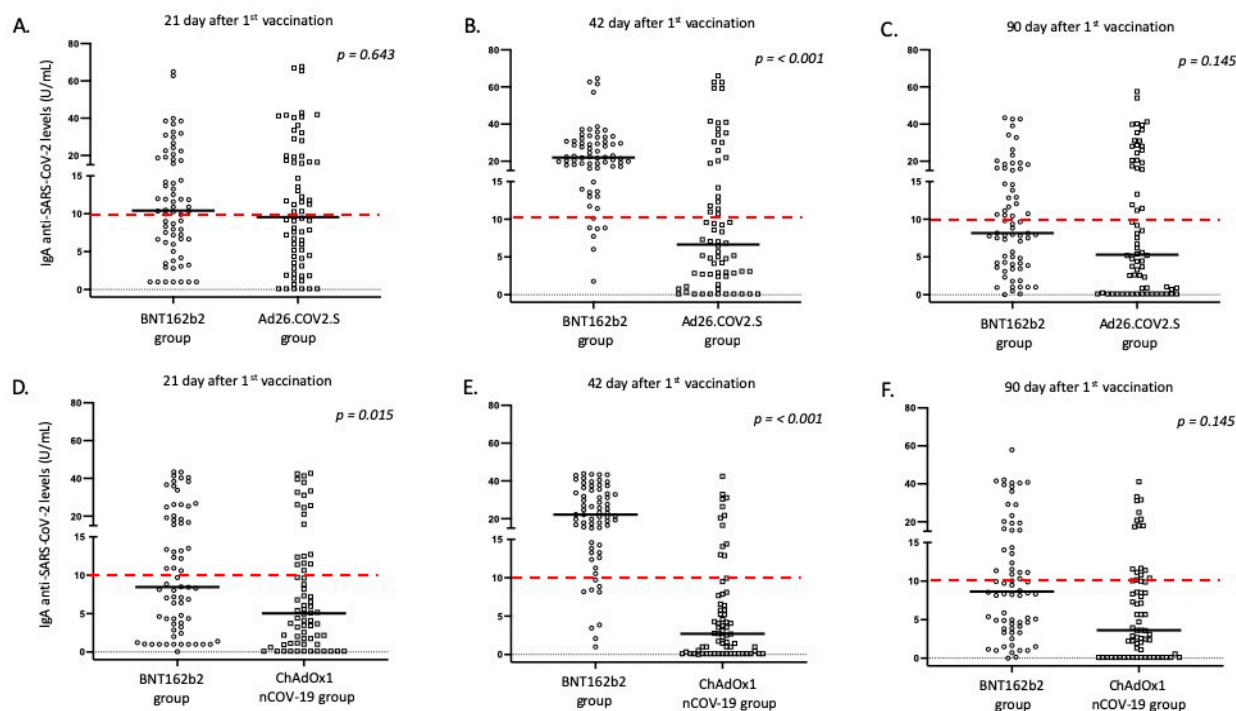 A.
21 day after 1st vaccination
p = 0.643
IgA anti-SARS-CoV-2 levels (U/mL)
80
60
40
20
15
10
5
0
BNT162b2
group
Ad26.COV2.S
group
B.
42 day after 1st vaccination
p = < 0.001
80
60
40
20
15
10
5
0
BNT162b2
group
Ad26.COV2.S
group
C.
90 day after 1st vaccination
p = 0.145
80
60
40
20
15
10
5
0
BNT162b2
group
Ad26.COV2.S
group
D.
21 day after 1st vaccination
p = 0.015
IgA anti-SARS-CoV-2 levels (U/mL)
80
60
40
20
15
10
5
0
BNT162b2
group
ChAdOx1
nCOV-19 group
E.
42 day after 1st vaccination
p = < 0.001
80
60
40
20
15
10
5
0
BNT162b2
group
ChAdOx1
nCOV-19 group
F.
90 day after 1st vaccination
p = 0.145
80
60
40
20
15
10
5
0
BNT162b2
group
ChAdOx1
nCOV-19 group